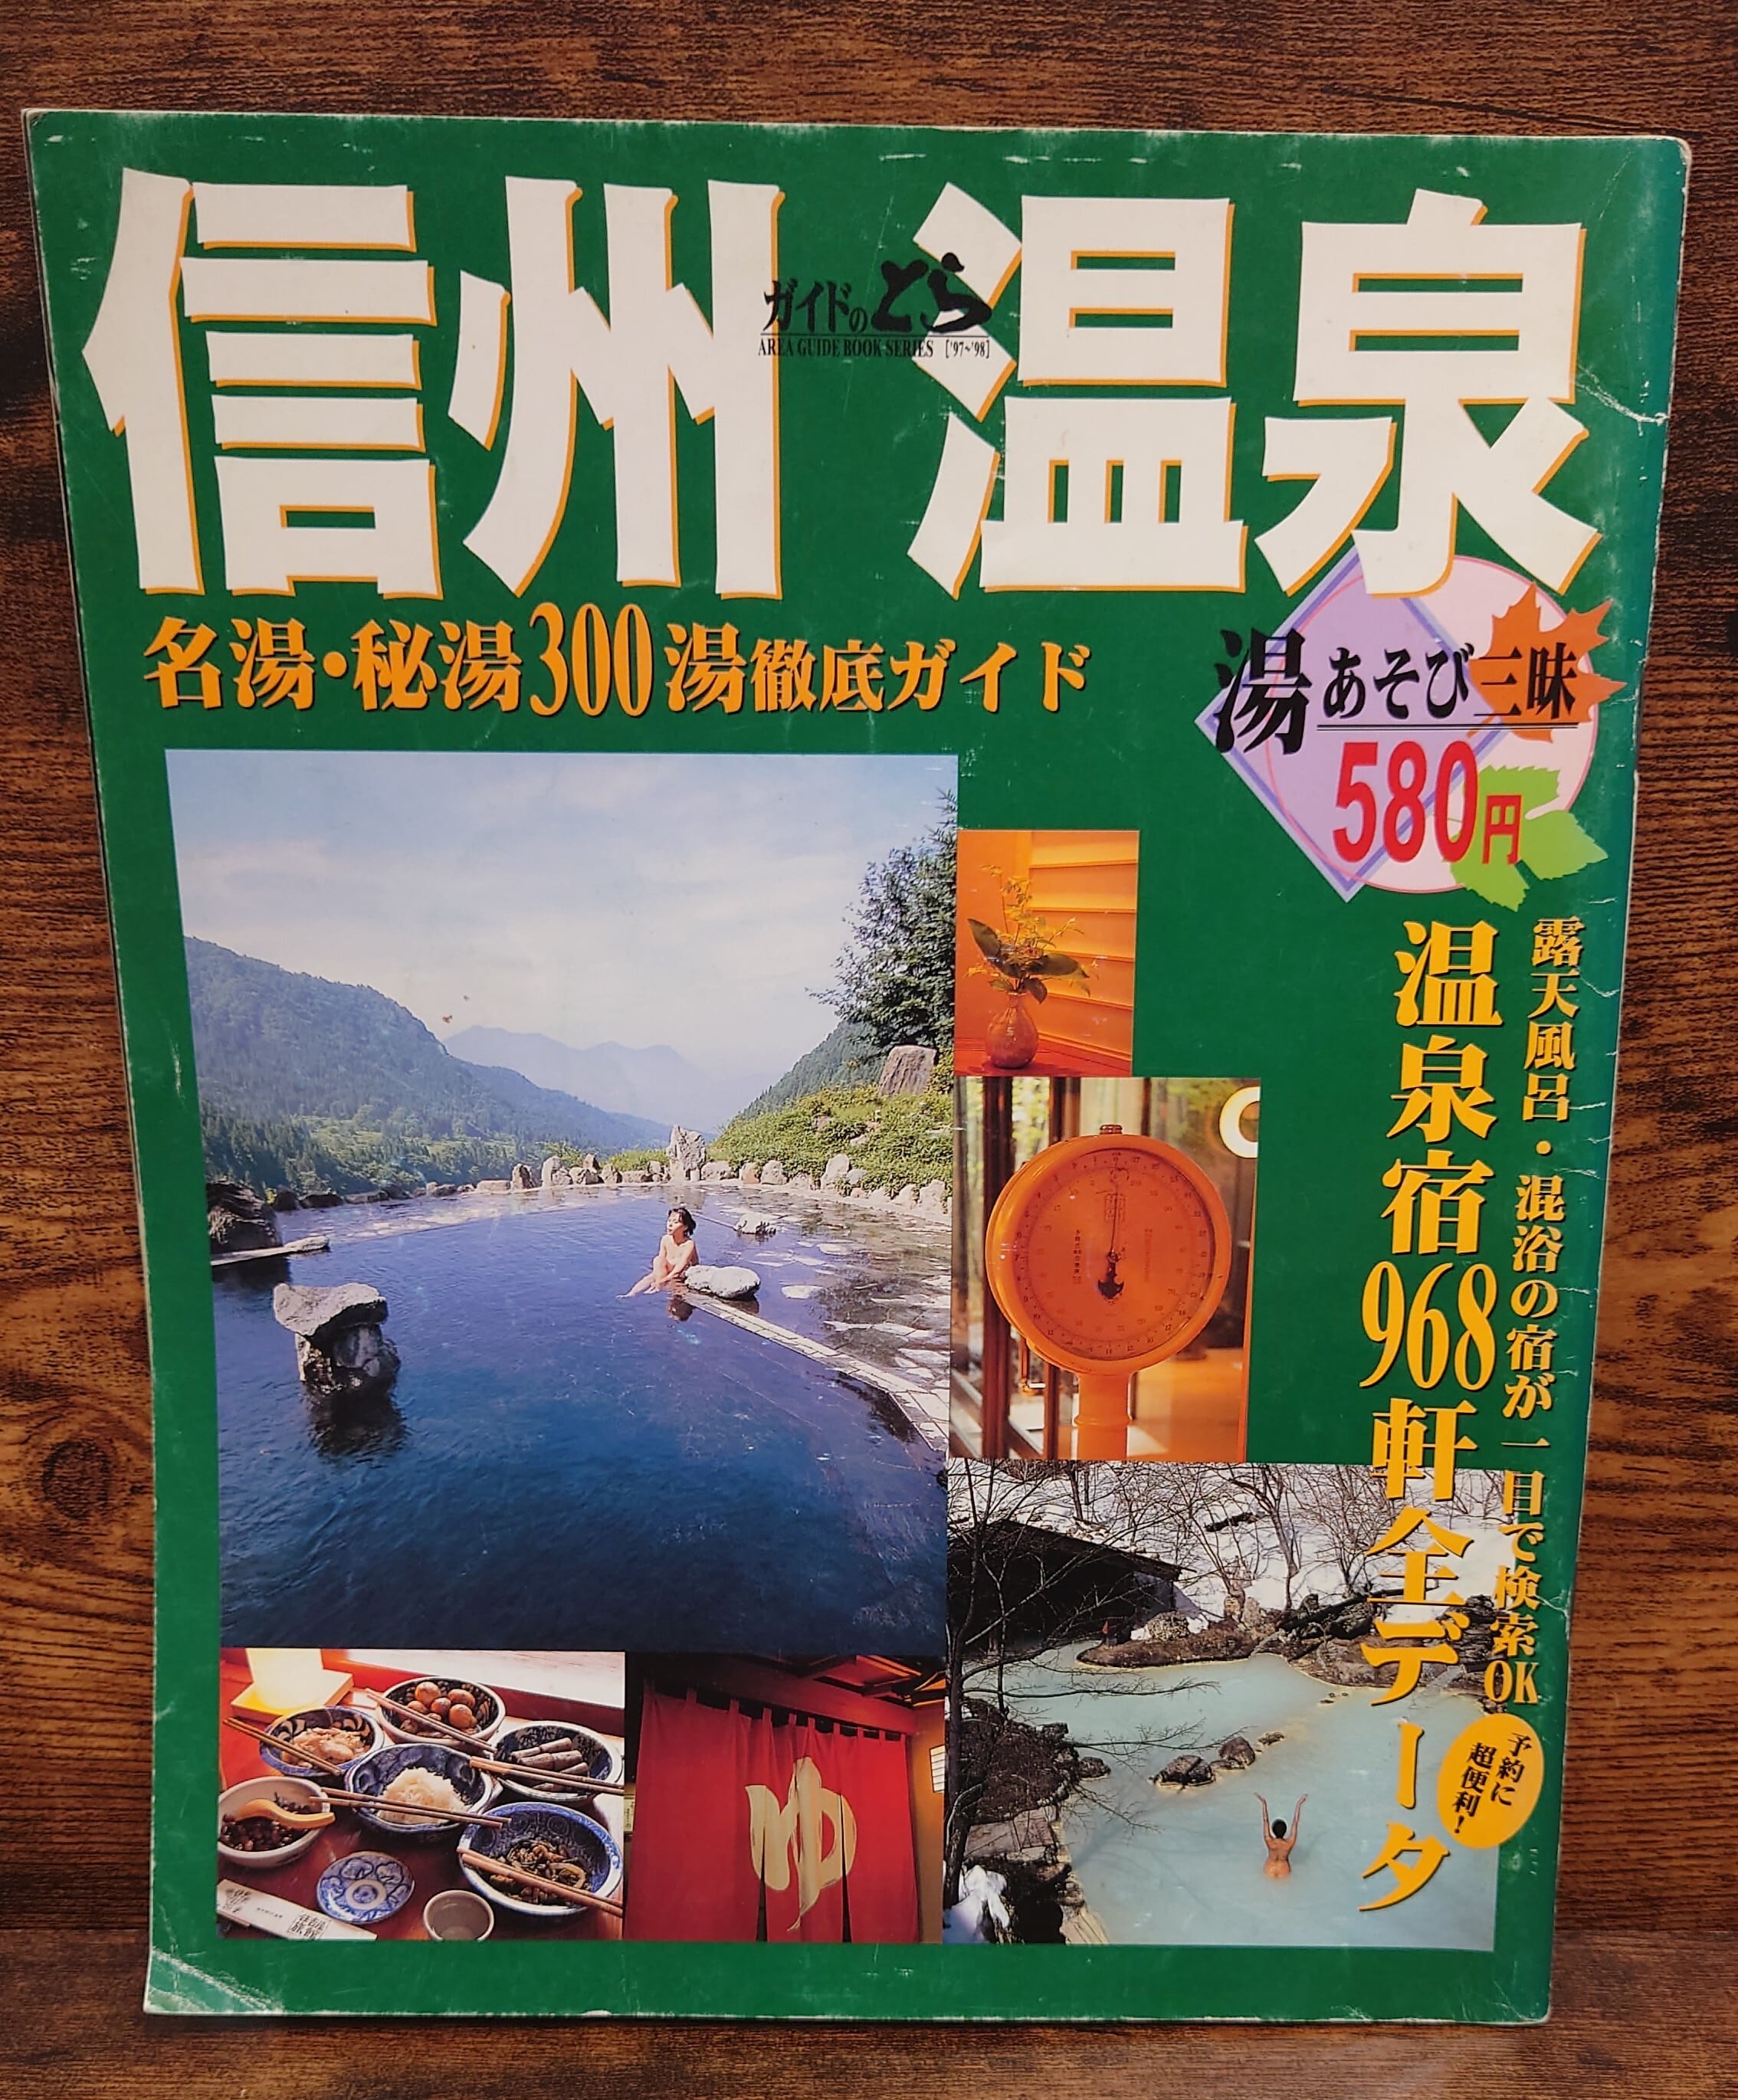 信州温泉
ガイドのとら
AREA GUIDE BOOK SERIES ['97~'98]
名湯・秘湯300湯徹底ガイド
湯あそび三昧
580円
露天風呂・混浴の宿が一目で検索OK
温泉宿968軒全データ
予約に
超便利!
ゆ